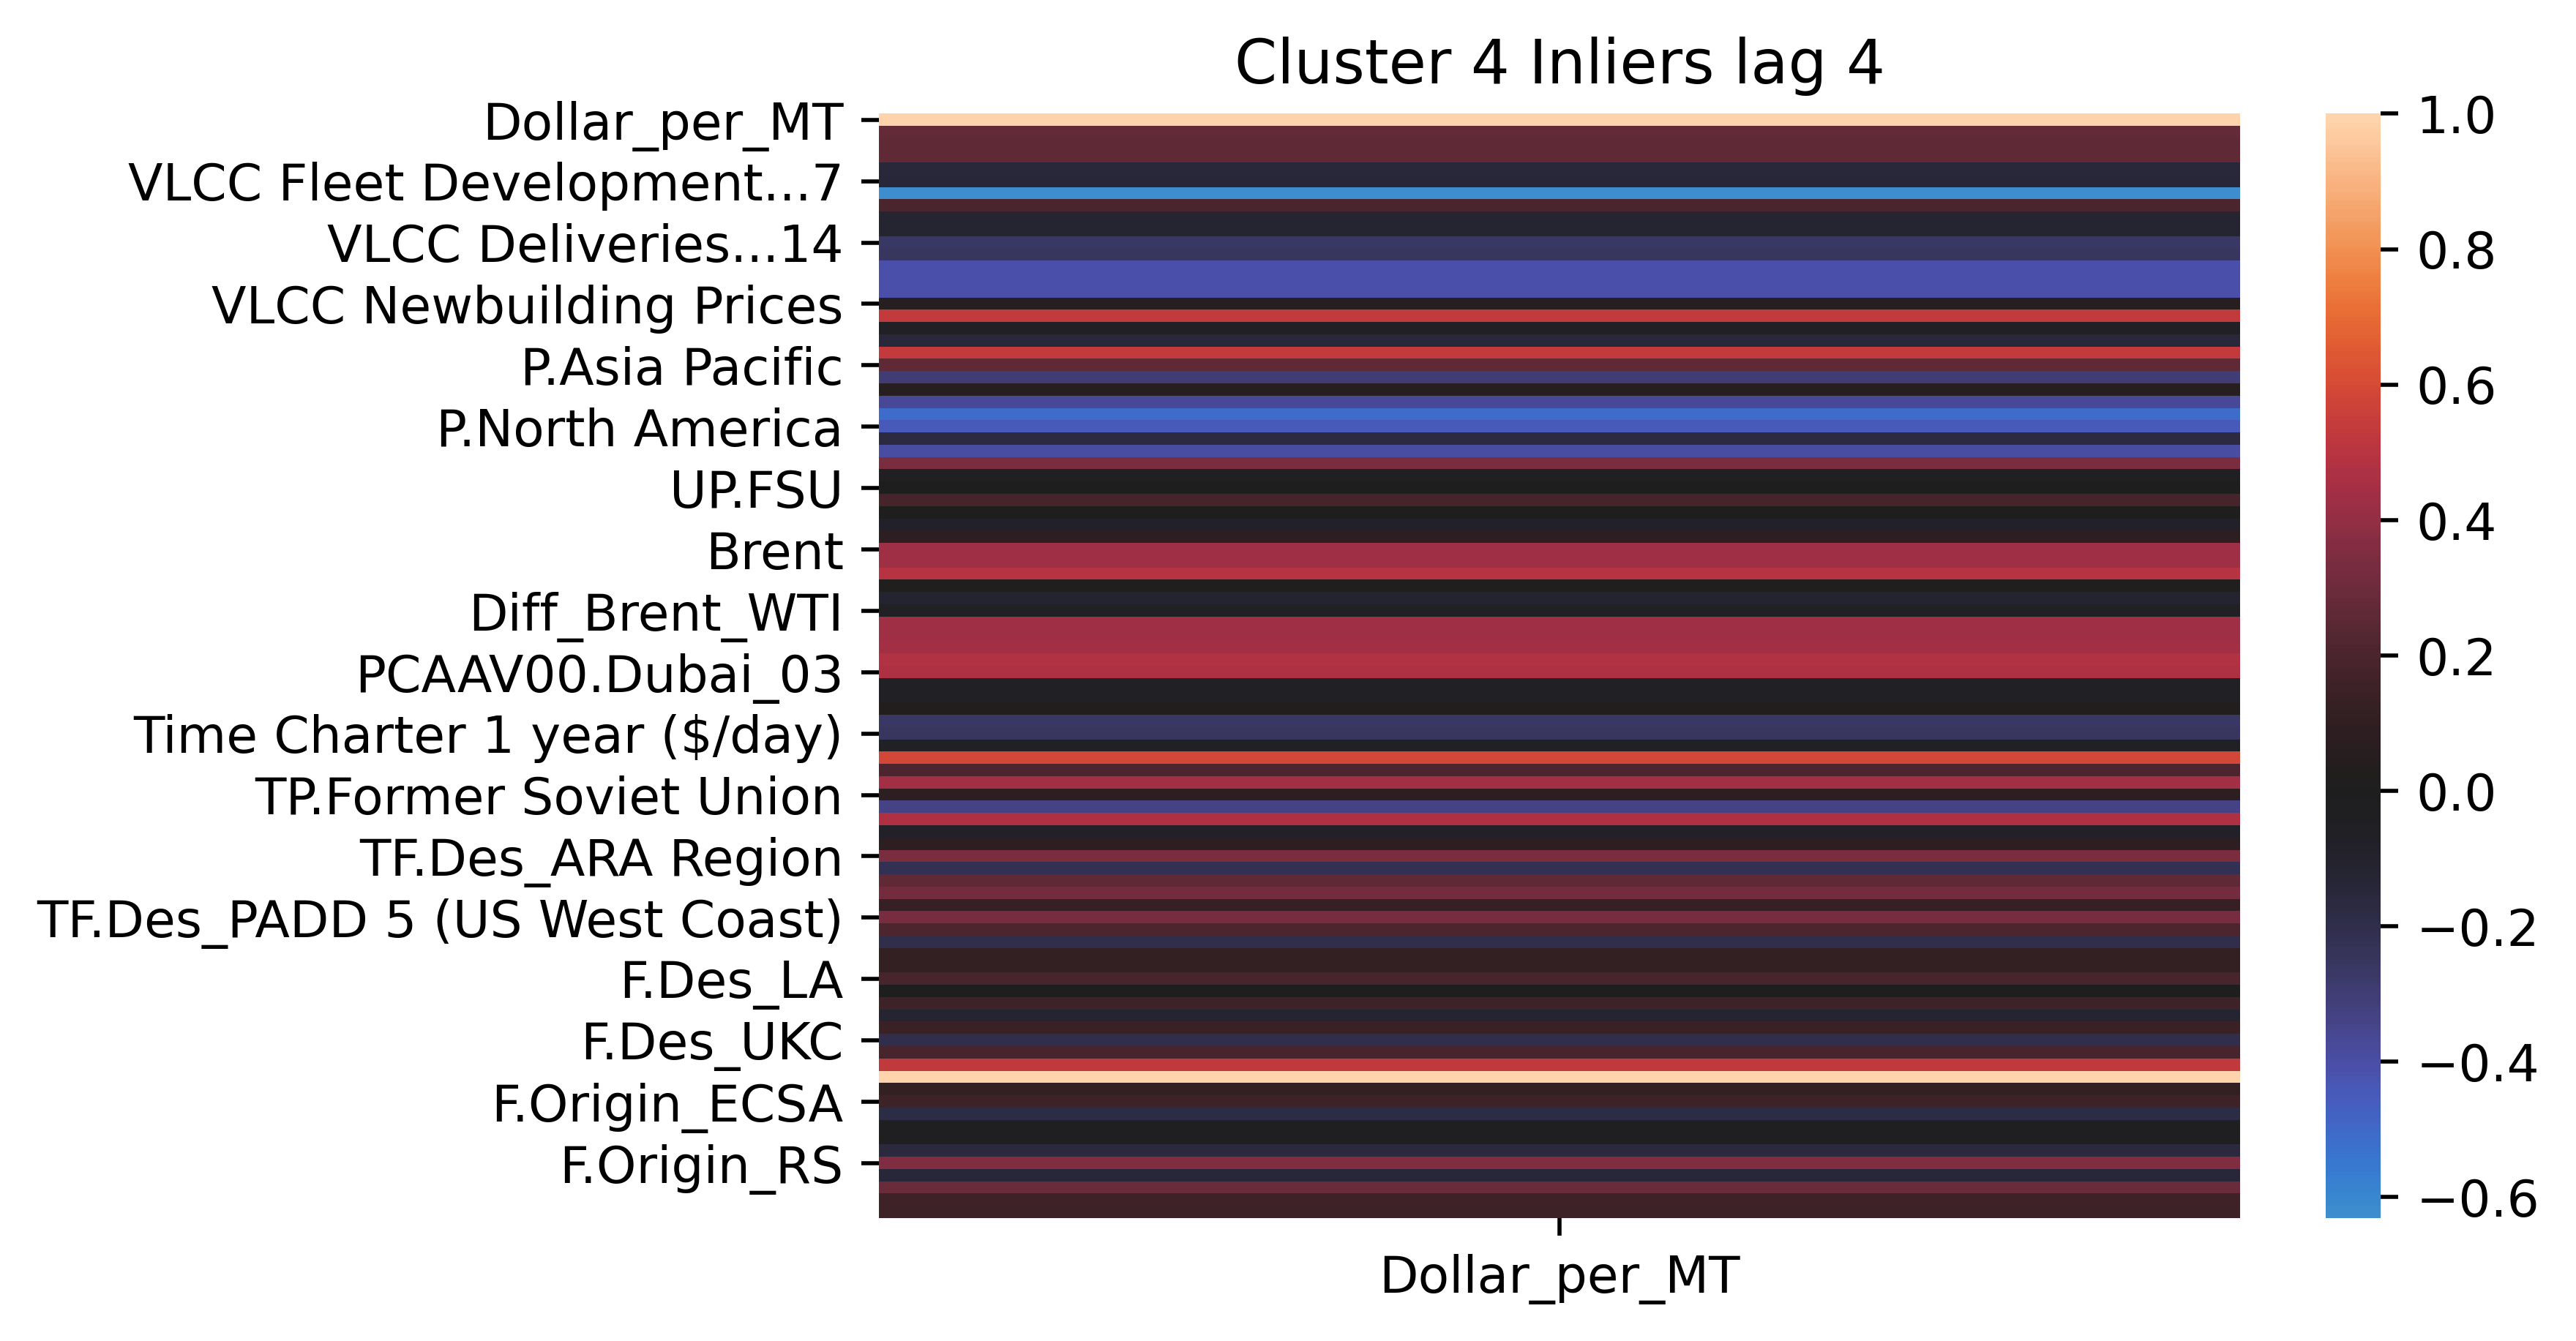 Cluster 4 Inliers lag 4
Dollar_per_MT
VLCC Fleet Development...7
VLCC Deliveries...14
VLCC Newbuilding Prices
P.Asia Pacific
P.North America
UP.FSU
Brent
Diff_Brent_WTI
PCAAV00.Dubai_03
Time Charter 1 year ($/day)
TP.Former Soviet Union
TF.Des_ARA Region
TF.Des_PADD 5 (US West Coast)
F.Des_LA
F.Des_UKC
F.Origin_ECSA
F.Origin_RS
Dollar_per_MT
1.0
0.8
0.6
0.4
0.2
0.0
−0.2
−0.4
−0.6